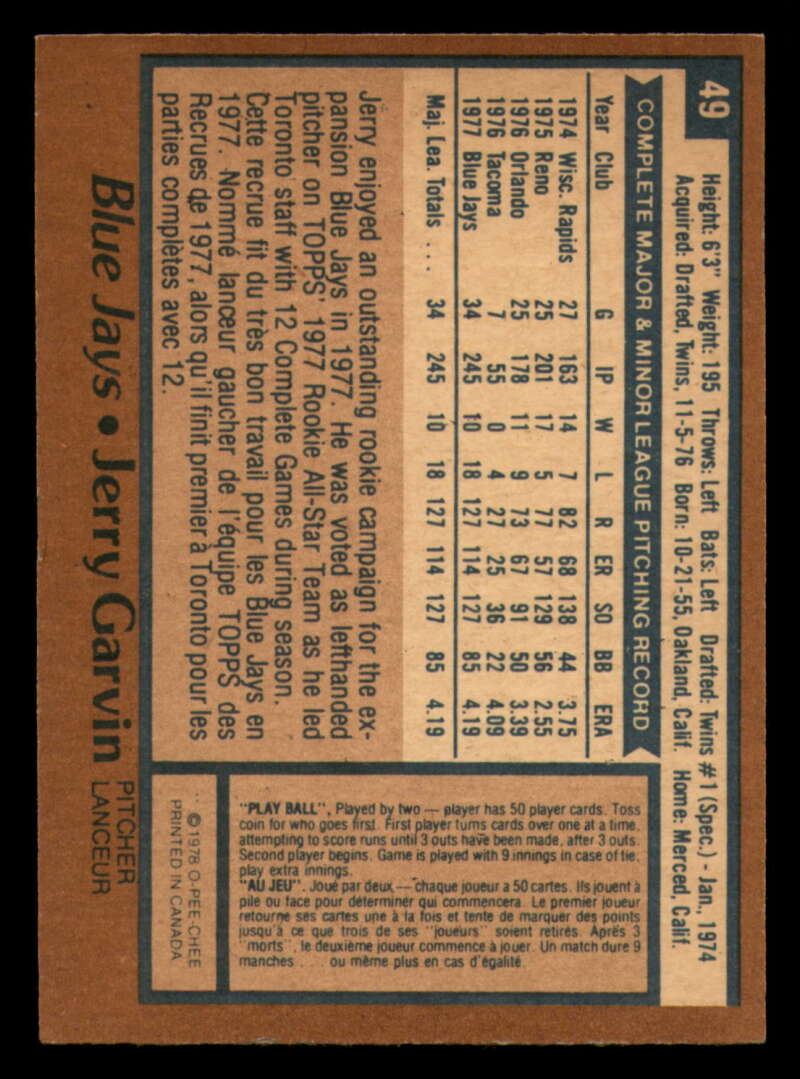 49
Height: 6'3" Weight: 195 Throws: Left Bats: Left Drafted: Twins #1 (Spec.) - Jan., 1974
Acquired: Drafted, Twins, 11-5-76 Born: 10-21-55, Oakland, Calif. Home: Merced, Calif.
COMPLETE MAJOR & MINOR LEAGUE PITCHING RECORD
Year Club G IP W L R ER SO BB ERA
1974 Wisc. Rapids 27 163 14 7 82 68 138 44 3.75
1975 Reno 25 201 17 5 77 57 129 56 2.55
1976 Orlando 25 178 11 9 73 67 91 50 3.39
1976 Tacoma 7 55 0 4 27 25 36 22 4.09
1977 Blue Jays 34 245 10 18 127 114 127 85 4.19
Maj. Lea. Totals ... 34 245 10 18 127 114 127 85 4.19
Jerry enjoyed an outstanding rookie campaign for the ex-
pansion Blue Jays in 1977. He was voted as lefthanded
pitcher on TOPPS' 1977 Rookie All-Star Team as he led
Toronto staff with 12 Complete Games during season.
Cette recrue fit du très bon travail pour les Blue Jays en
1977. Nommé lanceur gaucher de l'équipe TOPPS des
Recrues de 1977, alors qu'il finit premier à Toronto pour les
parties complètes avec 12.
"PLAY BALL", Played by two — player has 50 player cards. Toss
coin for who goes first. First player turns cards over one at a time,
attempting to score runs until 3 outs have been made, after 3 outs.
Second player begins. Game is played with 9 innings in case of tie,
play extra innings.
"AU JEU". Joué par deux — chaque joueur a 50 cartes. Ils jouent à
pile ou face pour déterminer qui commencera. Le premier joueur
retourne ses cartes une à la fois et tente de marquer des points
jusqu'à ce que trois de ses "joueurs" soient retirés. Après 3
"morts", le deuxième joueur commence à jouer. Un match dure 9
manches ... ou même plus en cas d'égalité.
© 1978 O-PEE-CHEE
PRINTED IN CANADA
Blue Jays • Jerry Garvin PITCHER
LANCEUR